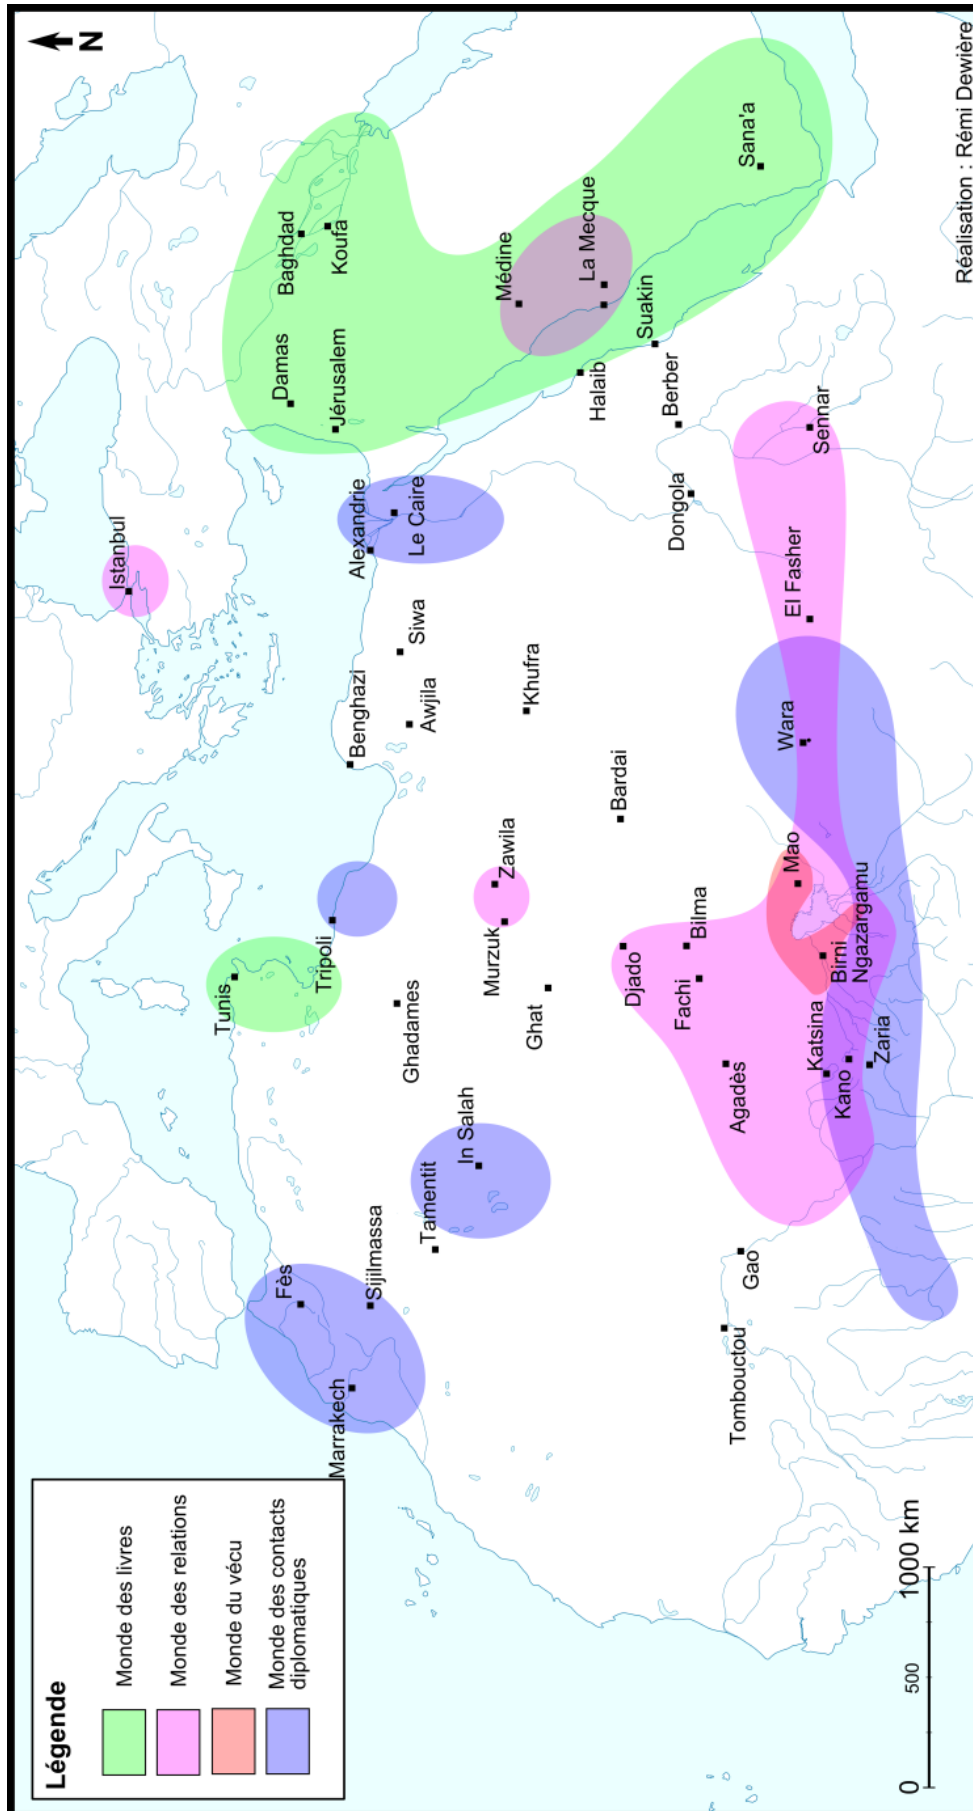 N
Légende
Monde des livres
Monde des relations
Monde du vécu
Monde des contacts
diplomatiques
0
500
1000 km
Istanbul
Damas
Baghdad
Koufa
Jérusalem
Alexandrie
Le Caire
Médine
La Mecque
Sana'a
Halaib
Suakin
Berber
Dongola
Sennar
El Fasher
Wara
Siwa
Awjila
Benghazi
Khufra
Bardai
Tunis
Tripoli
Ghadames
Zawila
Murzuk
Ghat
Djado
Bilma
Fachi
Agadès
Mao
Birni
Ngazargamu
Katsina
Kano
Zaria
In Salah
Tamentit
Fès
Sijilmassa
Marrakech
Gao
Tombouctou
Réalisation : Rémi Dewière